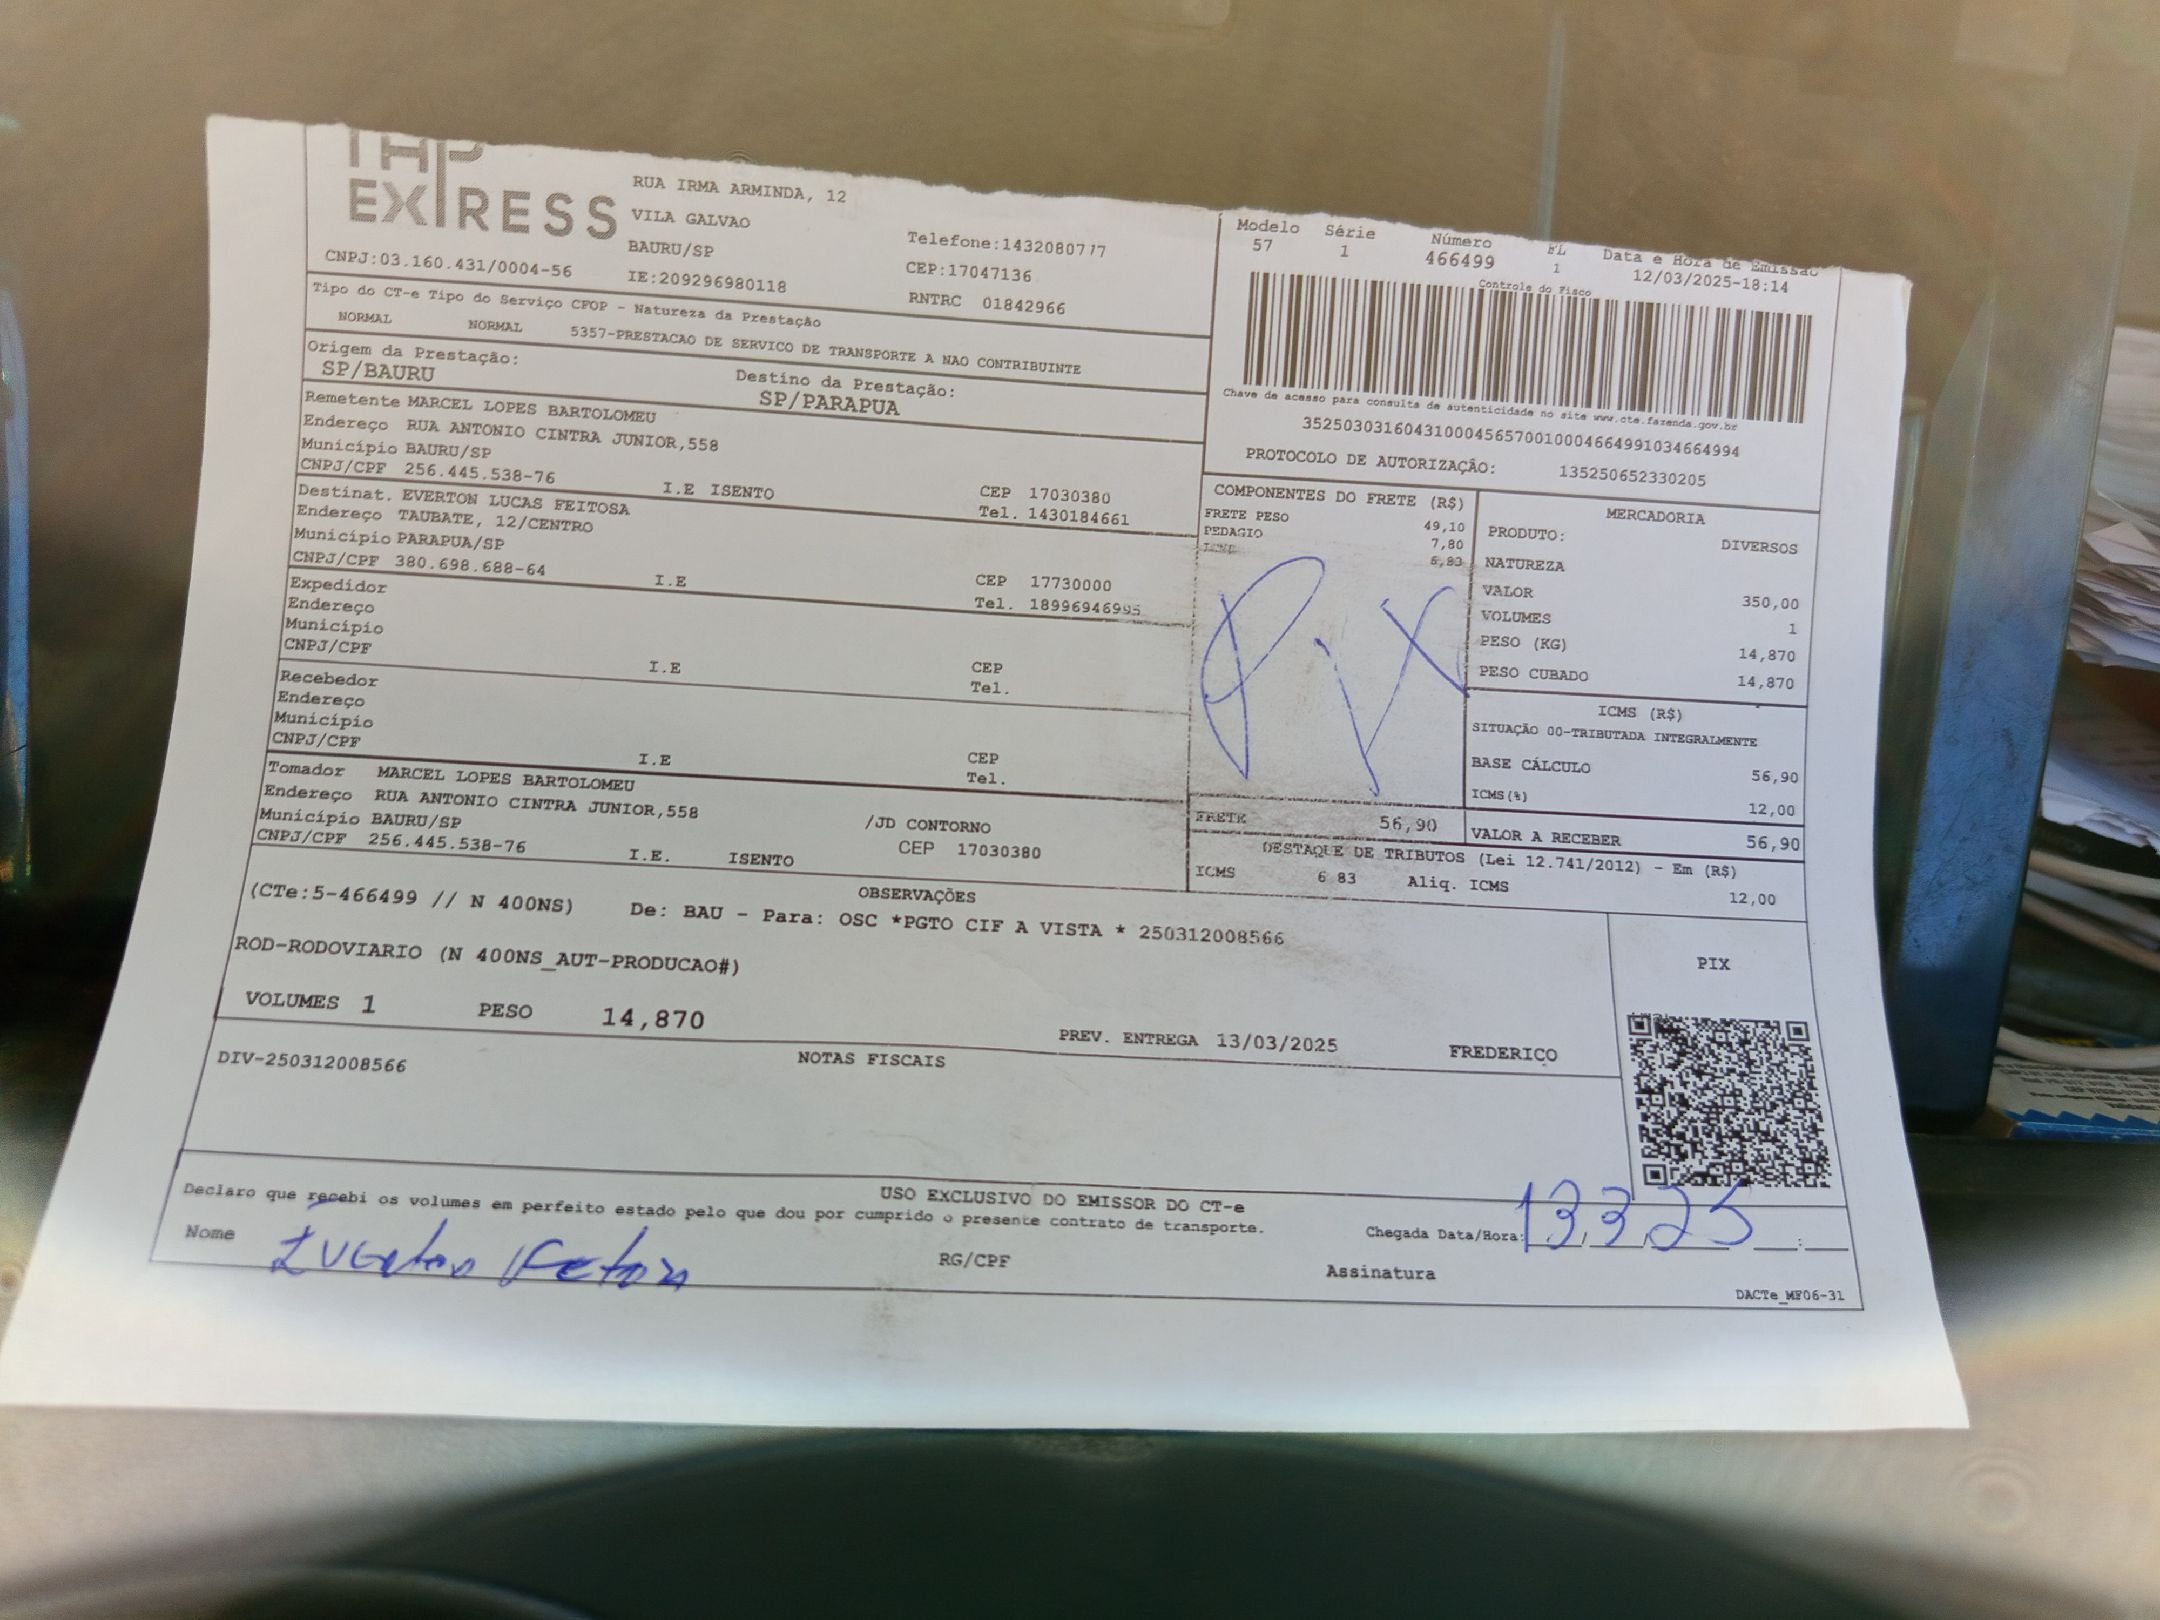 THP
EXPRESS
RUA IRMA ARMINDA, 12
VILA GALVAO
BAURU/SP
Telefone:1432080777
CEP:17047136
CNPJ:03.160.431/0004-56
IE:209296980118
RNTRC 01842966
Modelo Série Número FL Data e Hora de Emissão
57 1 466499 1 12/03/2025-18:14
Controle do Fisco
Chave de acesso para consulta de autenticidade no site www.cte.fazenda.gov.br
PROTOCOLO DE AUTORIZAÇÃO: 135250652330205
Tipo do CT-e Tipo do Serviço CFOP - Natureza da Prestação
NORMAL NORMAL 5357-PRESTACAO DE SERVICO DE TRANSPORTE A NAO CONTRIBUINTE
Origem da Prestação: Destino da Prestação:
SP/BAURU SP/PARAPUA
Remetente MARCEL LOPES BARTOLOMEU
Endereço RUA ANTONIO CINTRA JUNIOR,558
Município BAURU/SP CEP 17030380
CNPJ/CPF 256.445.538-76 I.E ISENTO Tel. 1430184661
Destinat. EVERTON LUCAS FEITOSA
Endereço TAUBATE, 12/CENTRO
Município PARAPUA/SP CEP 17730000
CNPJ/CPF 380.698.688-64 I.E Tel. 18996946995
Expedidor
Endereço
Município CEP
CNPJ/CPF I.E Tel.
Recebedor
Endereço
Município CEP
CNPJ/CPF I.E Tel.
Tomador MARCEL LOPES BARTOLOMEU
Endereço RUA ANTONIO CINTRA JUNIOR,558 /JD CONTORNO
Município BAURU/SP CEP 17030380
CNPJ/CPF 256.445.538-76 I.E. ISENTO
COMPONENTES DO FRETE (R$)
FRETE PESO 49,10
PEDAGIO 7,80
ICMS 6,83
Pix
FRETE 56,90
MERCADORIA
PRODUTO: DIVERSOS
NATUREZA
VALOR 350,00
VOLUMES 1
PESO (KG) 14,870
PESO CUBADO 14,870
ICMS (R$)
SITUAÇÃO 00-TRIBUTADA INTEGRALMENTE
BASE CÁLCULO 56,90
ICMS(%) 12,00
VALOR A RECEBER 56,90
DESTAQUE DE TRIBUTOS (Lei 12.741/2012) - Em (R$)
ICMS 6 83 Aliq. ICMS 12,00
OBSERVAÇÕES
(CTe:5-466499 // N 400NS) De: BAU - Para: OSC *PGTO CIF A VISTA * 250312008566
ROD-RODOVIARIO (N 400NS_AUT-PRODUCAO#)
VOLUMES 1 PESO 14,870 PREV. ENTREGA 13/03/2025 FREDERICO
PIX
NOTAS FISCAIS
DIV-250312008566
USO EXCLUSIVO DO EMISSOR DO CT-e
Declaro que recebi os volumes em perfeito estado pelo que dou por cumprido o presente contrato de transporte.
Chegada Data/Hora: 13,3,25
Nome Everton RG/CPF Assinatura
DACTe_MF06-31